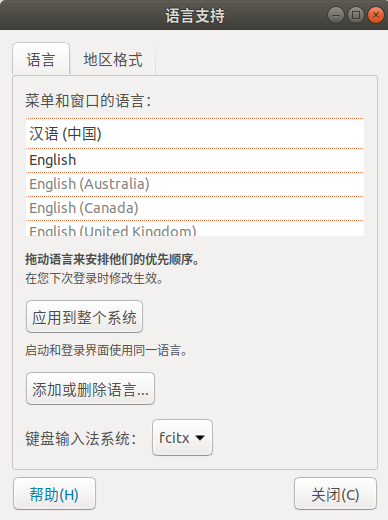 语言支持
语言 地区格式
菜单和窗口的语言：
汉语 (中国)
English
English (Australia)
English (Canada)
English (United Kingdom)
拖动语言来安排他们的优先顺序。
在您下次登录时修改生效。
应用到整个系统
启动和登录界面使用同一语言。
添加或删除语言...
键盘输入法系统： fcitx
帮助(H) 关闭(C)